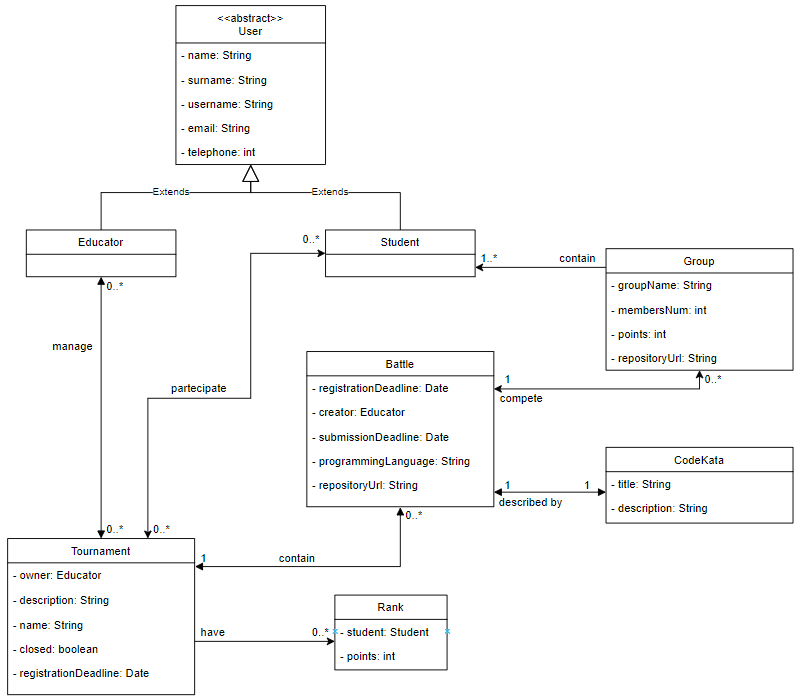 <<abstract>>
User
- name: String
- surname: String
- username: String
- email: String
- telephone: int
Extends
Extends
Educator
Student
0..*
0..*
1..*
contain
Group
- groupName: String
- membersNum: int
- points: int
- repositoryUrl: String
manage
partecipate
Battle
- registrationDeadline: Date
- creator: Educator
- submissionDeadline: Date
- programmingLanguage: String
- repositoryUrl: String
1
compete
0..*
CodeKata
- title: String
- description: String
1
1
described by
0..*
0..*
0..*
Tournament
- owner: Educator
- description: String
- name: String
- closed: boolean
- registrationDeadline: Date
1
contain
have
0..*
Rank
- student: Student
- points: int